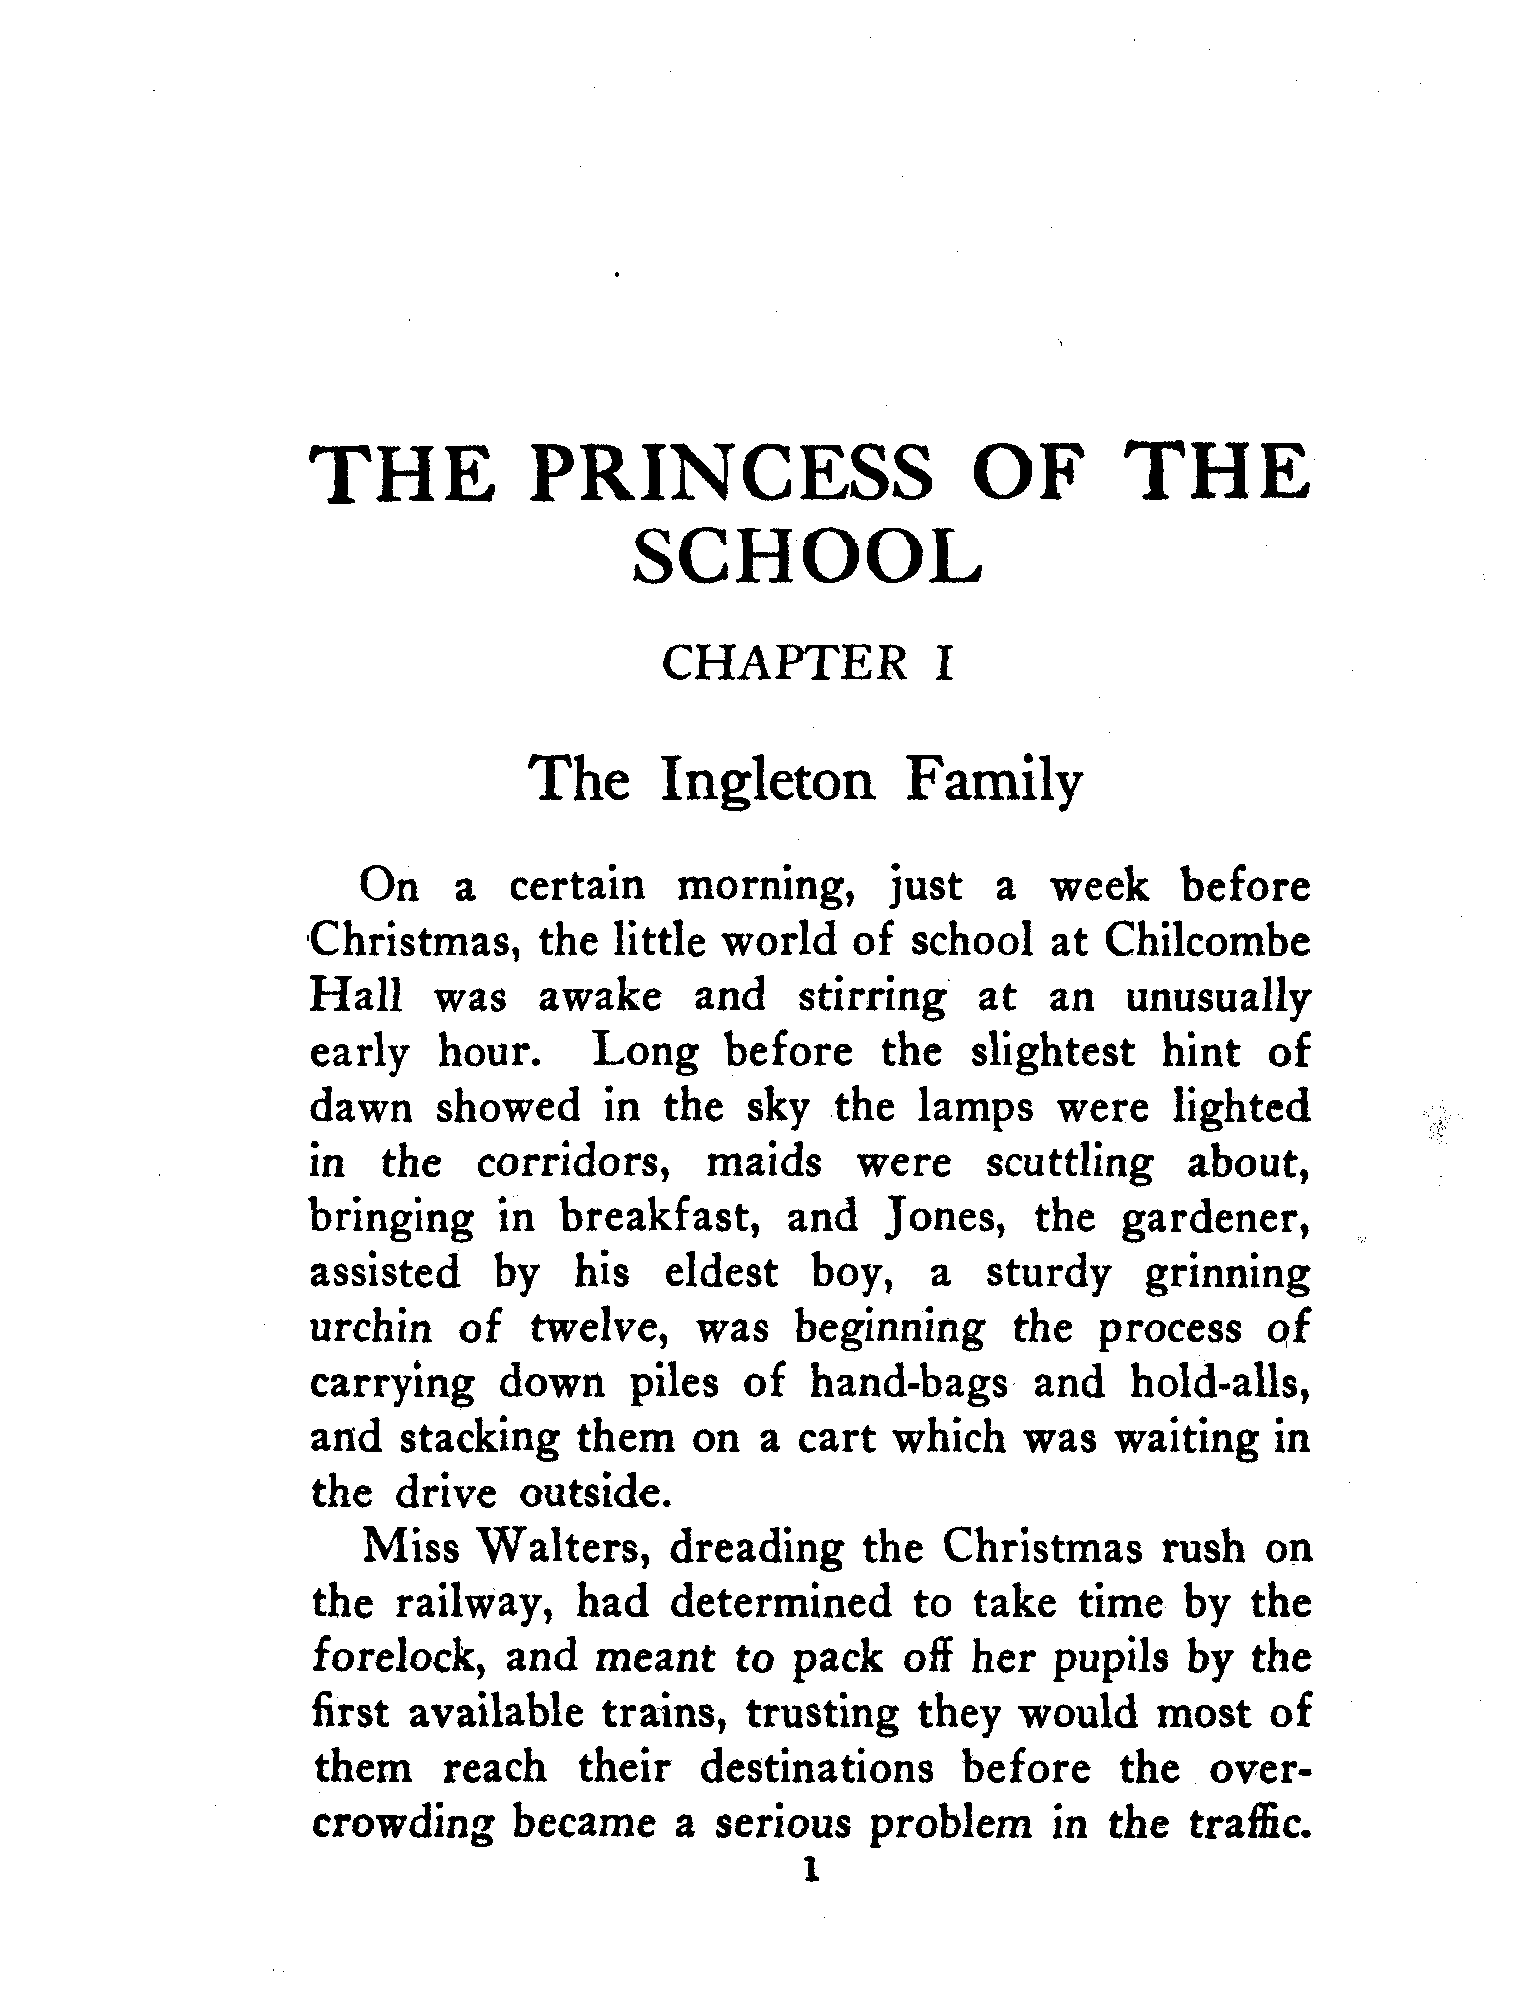 THE PRINCESS OF THE
SCHOOL
CHAPTER I
The Ingleton Family
On a certain morning, just a week before
Christmas, the little world of school at Chilcombe
Hall was awake and stirring at an unusually
early hour. Long before the slightest hint of
dawn showed in the sky the lamps were lighted
in the corridors, maids were scuttling about,
bringing in breakfast, and Jones, the gardener,
assisted by his eldest boy, a sturdy grinning
urchin of twelve, was beginning the process of
carrying down piles of hand-bags and hold-alls,
and stacking them on a cart which was waiting in
the drive outside.
Miss Walters, dreading the Christmas rush on
the railway, had determined to take time by the
forelock, and meant to pack off her pupils by the
first available trains, trusting they would most of
them reach their destinations before the over-
crowding became a serious problem in the traffic.
1